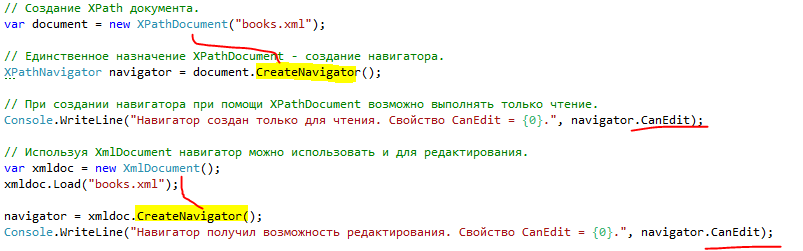 // Создание XPath документа.
var document = new XPathDocument("books.xml");
// Единственное назначение XPathDocument - создание навигатора.
XPathNavigator navigator = document.CreateNavigator();
// При создании навигатора при помощи XPathDocument возможно выполнять только чтение.
Console.WriteLine("Навигатор создан только для чтения. Свойство CanEdit = {0}.", navigator.CanEdit);
// Используя XmlDocument навигатор можно использовать и для редактирования.
var xmldoc = new XmlDocument();
xmldoc.Load("books.xml");
navigator = xmldoc.CreateNavigator();
Console.WriteLine("Навигатор получил возможность редактирования. Свойство CanEdit = {0}.", navigator.CanEdit);